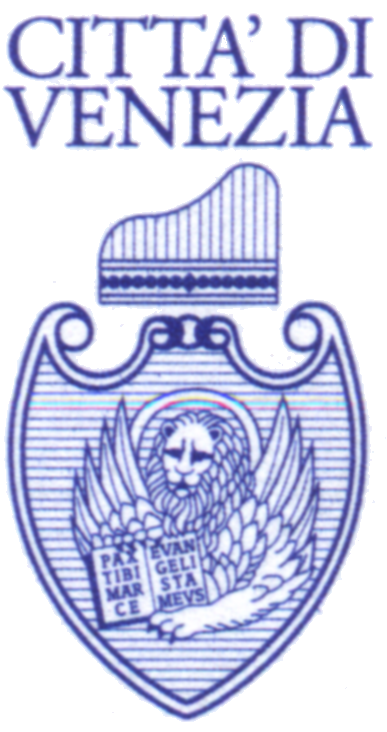 CITTA' DI
VENEZIA
PAX
TIBI
MAR
CE
EVAN
GELI
STA
MEVS